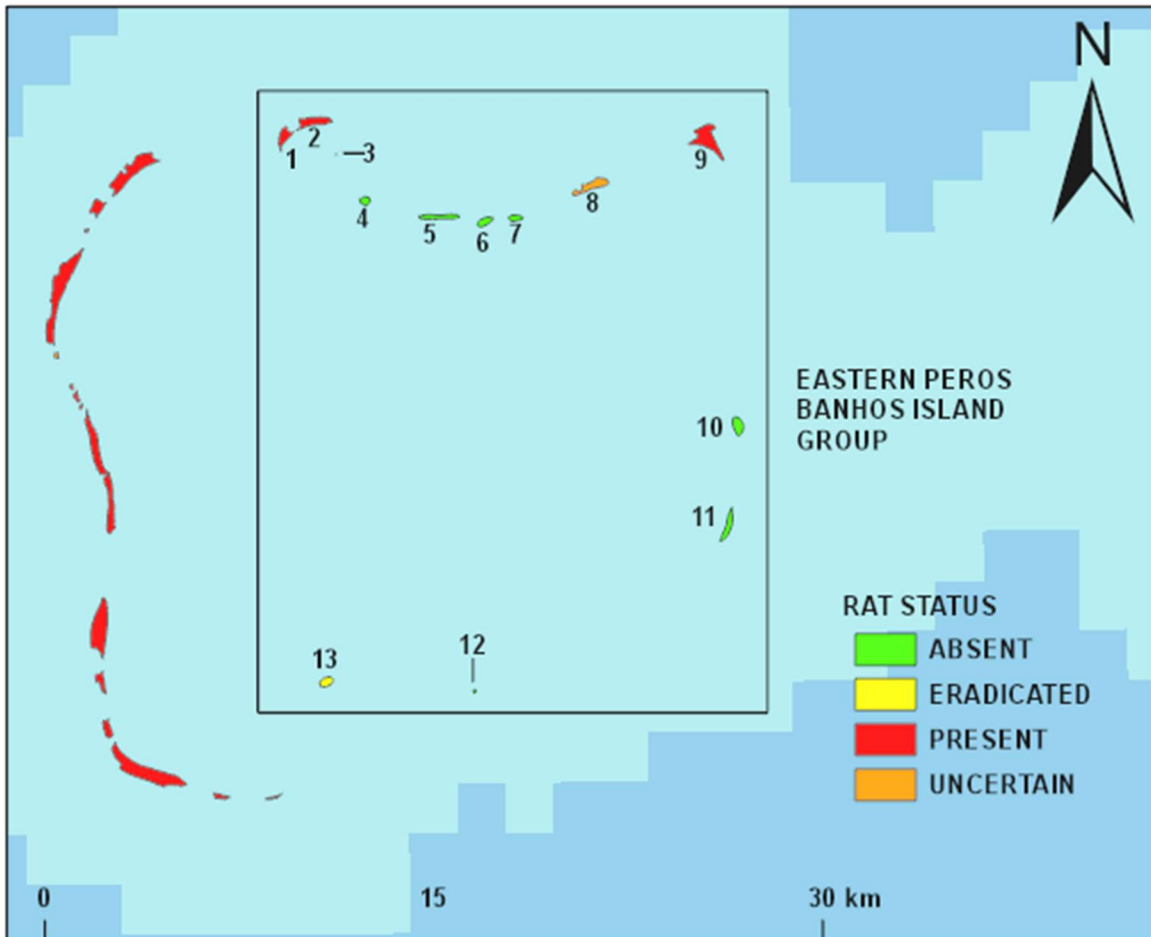 N
2
1
3
9
4
8
5
6
7
EASTERN PEROS
BANHOS ISLAND
GROUP
10
11
RAT STATUS
ABSENT
ERADICATED
PRESENT
UNCERTAIN
12
13
0
15
30 km